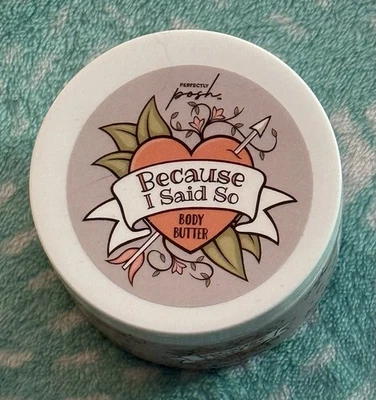 PERFECTLY
posh
Because
I Said So
BODY
BUTTER